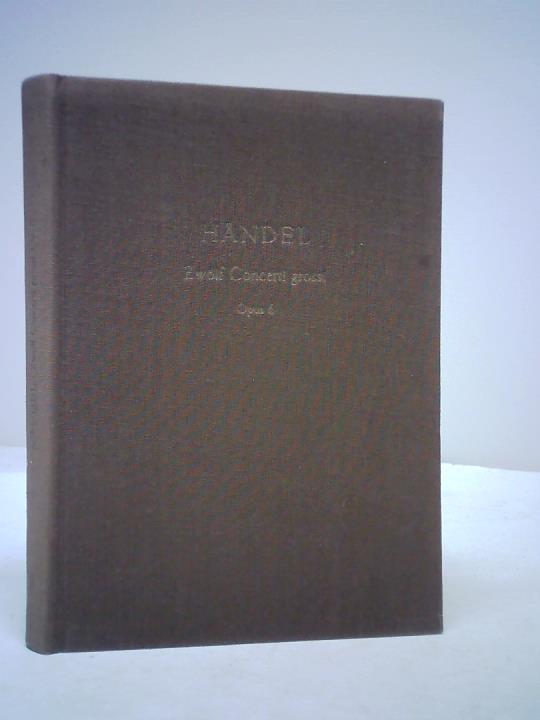 HÄNDEL
Zwölf Concerti grossi
Opus 6